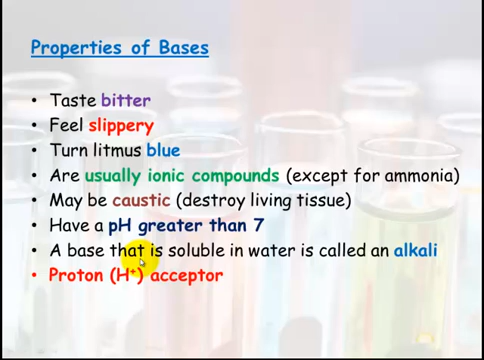 Properties of Bases
• Taste bitter
• Feel slippery
• Turn litmus blue
• Are usually ionic compounds (except for ammonia)
• May be caustic (destroy living tissue)
• Have a pH greater than 7
• A base that is soluble in water is called an alkali
• Proton (H⁺) acceptor